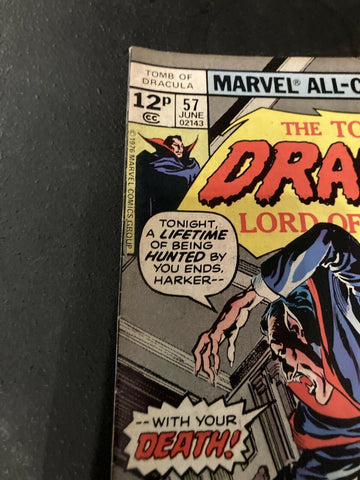 TOMB OF
DRACULA
MARVEL® ALL-C
12p
57
JUNE
02143
CC
©1976 MARVEL COMICS GROUP
THE TO
DRA
LORD OF
TONIGHT,
A LIFETIME
OF BEING
HUNTED BY
YOU ENDS,
HARKER--
--WITH YOUR
DEATH!